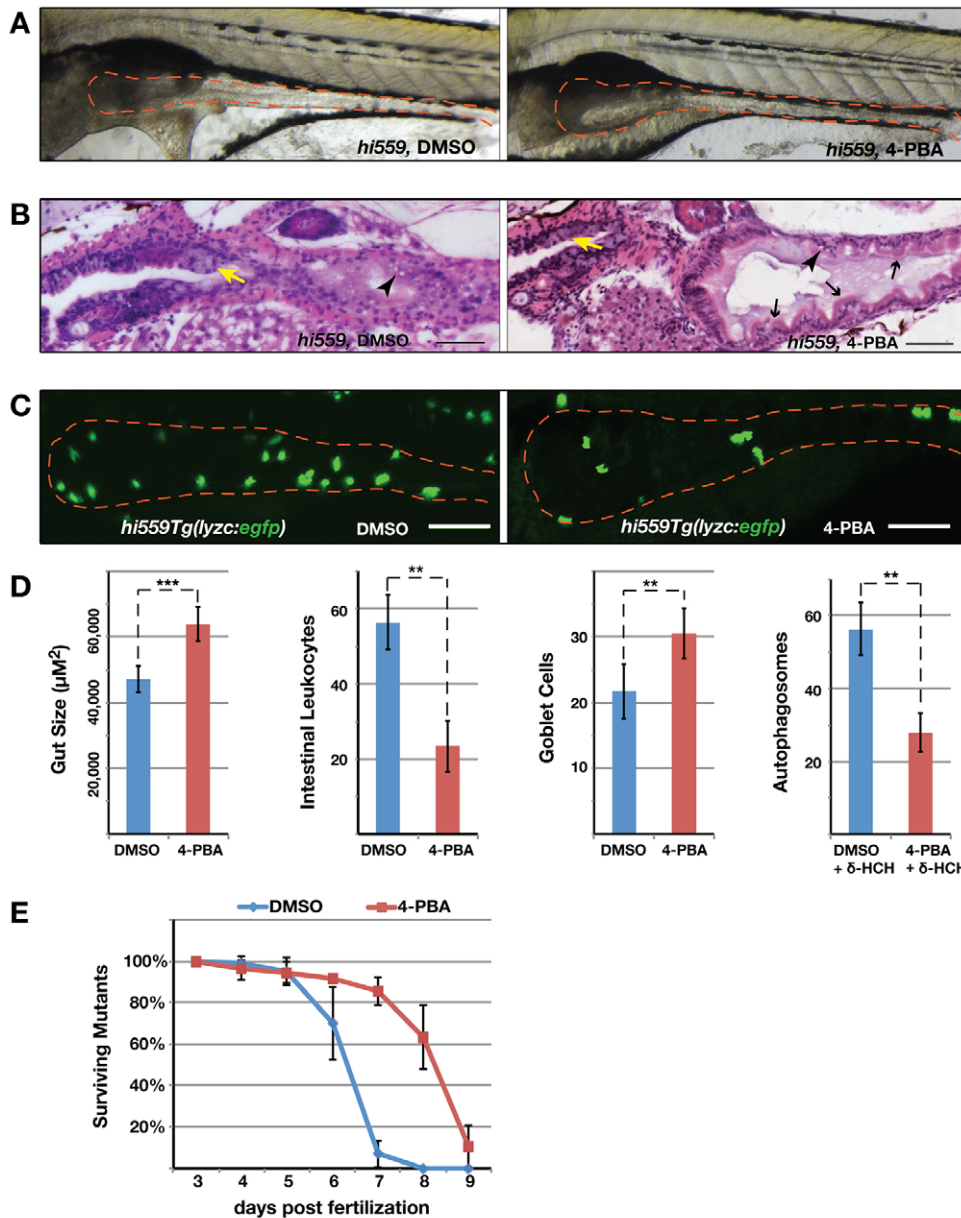 A
hi559, DMSO
hi559, 4-PBA
B
hi559, DMSO
hi559, 4-PBA
C
hi559Tg(lyzc:egfp)
DMSO
hi559Tg(lyzc:egfp)
4-PBA
D
Gut Size (µM²)
60,000
40,000
20,000
***
DMSO
4-PBA
Intestinal Leukocytes
60
40
20
**
DMSO
4-PBA
Goblet Cells
30
20
10
**
DMSO
4-PBA
Autophagosomes
60
40
20
**
DMSO
+ δ-HCH
4-PBA
+ δ-HCH
E
DMSO
4-PBA
Surviving Mutants
100%
80%
60%
40%
20%
3 4 5 6 7 8 9
days post fertilization